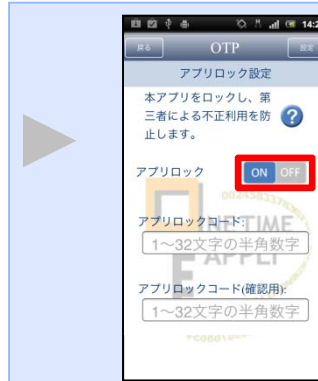 14:2
戻る OTP 設定
アプリロック設定
本アプリをロックし、第
三者による不正利用を防
止します。
?
アプリロック ON OFF
アプリロックコード:
1～32文字の半角数字
アプリロックコード(確認用):
1～32文字の半角数字